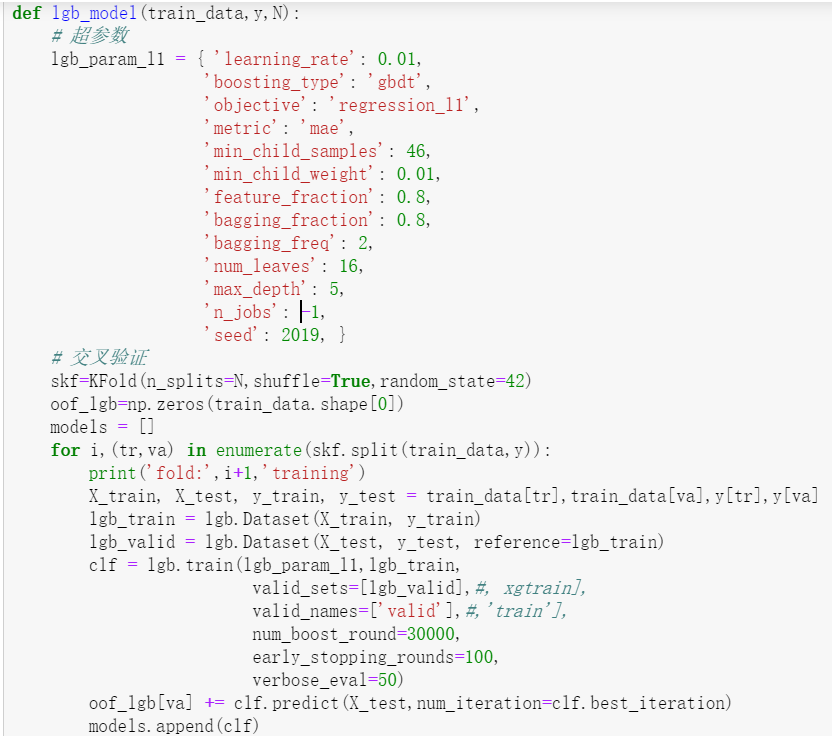 def lgb_model(train_data,y,N):
    # 超参数
    lgb_param_l1 = { 'learning_rate': 0.01,
                    'boosting_type': 'gbdt',
                    'objective': 'regression_l1',
                    'metric': 'mae',
                    'min_child_samples': 46,
                    'min_child_weight': 0.01,
                    'feature_fraction': 0.8,
                    'bagging_fraction': 0.8,
                    'bagging_freq': 2,
                    'num_leaves': 16,
                    'max_depth': 5,
                    'n_jobs': -1,
                    'seed': 2019, }
    # 交叉验证
    skf=KFold(n_splits=N,shuffle=True,random_state=42)
    oof_lgb=np.zeros(train_data.shape[0])
    models = []
    for i,(tr,va) in enumerate(skf.split(train_data,y)):
        print('fold:',i+1,'training')
        X_train, X_test, y_train, y_test = train_data[tr],train_data[va],y[tr],y[va]
        lgb_train = lgb.Dataset(X_train, y_train)
        lgb_valid = lgb.Dataset(X_test, y_test, reference=lgb_train)
        clf = lgb.train(lgb_param_l1,lgb_train,
                        valid_sets=[lgb_valid],#, xgtrain],
                        valid_names=['valid'],#,'train'],
                        num_boost_round=30000,
                        early_stopping_rounds=100,
                        verbose_eval=50)
        oof_lgb[va] += clf.predict(X_test,num_iteration=clf.best_iteration)
        models.append(clf)